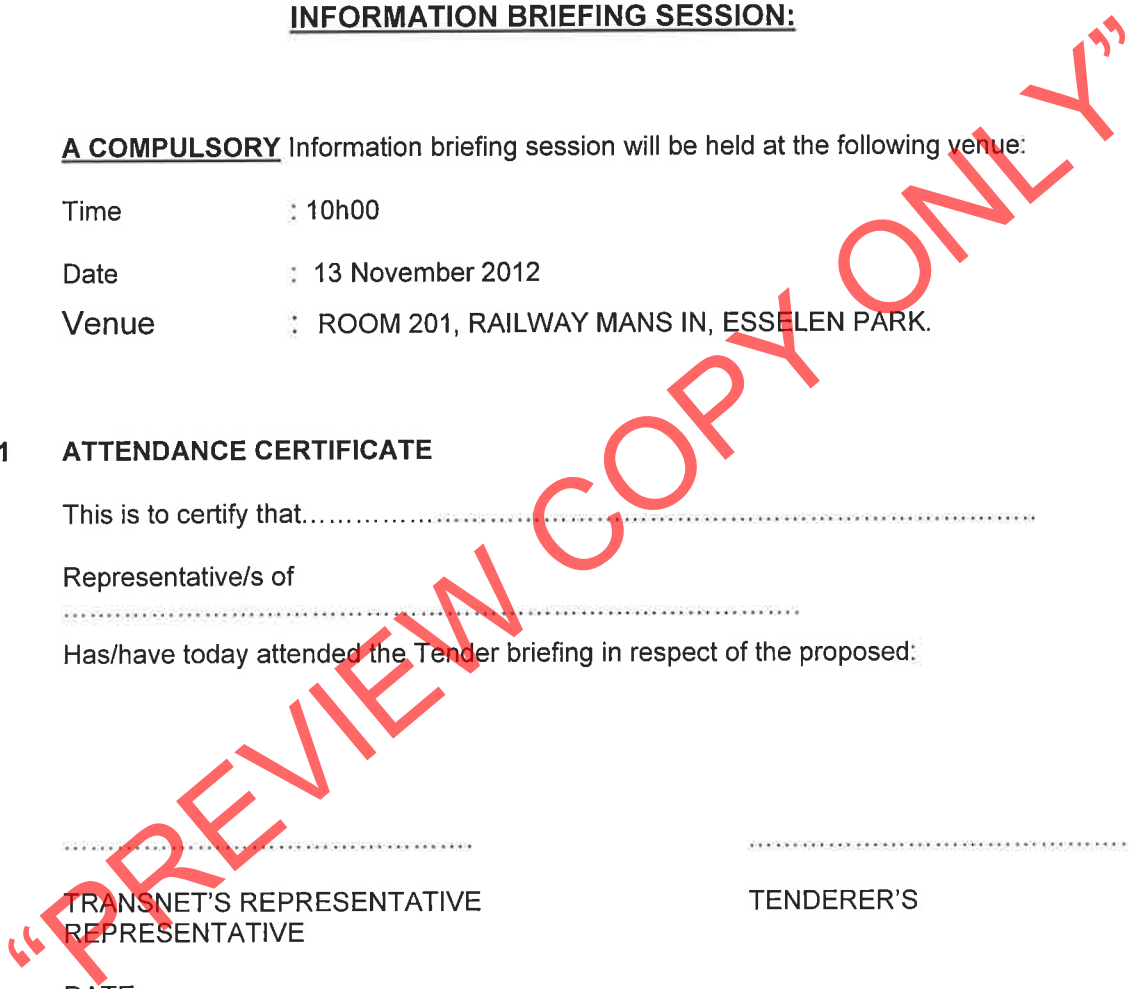 INFORMATION BRIEFING SESSION:
A COMPULSORY Information briefing session will be held at the following venue:
Time : 10h00
Date : 13 November 2012
Venue : ROOM 201, RAILWAY MANS IN, ESSELEN PARK.
1 ATTENDANCE CERTIFICATE
This is to certify that..............................................................................................
Representative/s of
..............................................................................................
Has/have today attended the Tender briefing in respect of the proposed:
.................................................... ................................................
TRANSNET'S REPRESENTATIVE TENDERER'S
REPRESENTATIVE
DATE
“PREVIEW COPY ONLY”